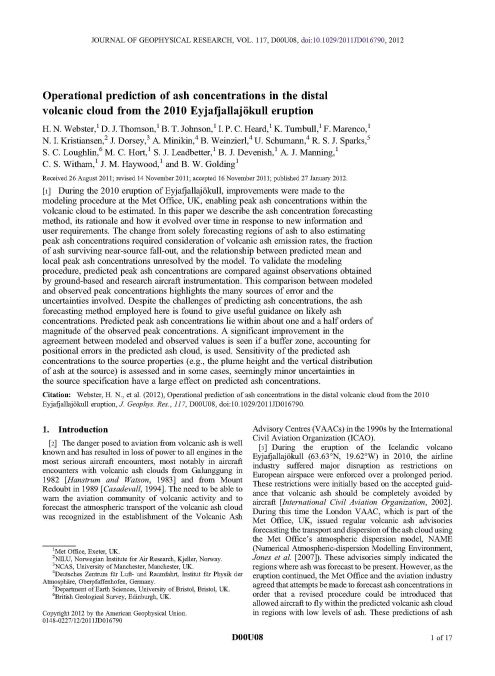 JOURNAL OF GEOPHYSICAL RESEARCH, VOL. 117, D00U08, doi:10.1029/2011JD016790, 2012
Operational prediction of ash concentrations in the distal
volcanic cloud from the 2010 Eyjafjallajökull eruption
H. N. Webster,1 D. J. Thomson,1 B. T. Johnson,1 I. P. C. Heard,1 K. Turnbull,1 F. Marenco,1
N. I. Kristiansen,2 J. Dorsey,3 A. Minikin,4 B. Weinzierl,4 U. Schumann,4 R. S. J. Sparks,5
S. C. Loughlin,6 M. C. Hort,1 S. J. Leadbetter,1 B. J. Devenish,1 A. J. Manning,1
C. S. Witham,1 J. M. Haywood,1 and B. W. Golding1
Received 26 August 2011; revised 14 November 2011; accepted 16 November 2011; published 27 January 2012.
[1] During the 2010 eruption of Eyjafjallajökull, improvements were made to the
modeling procedure at the Met Office, UK, enabling peak ash concentrations within the
volcanic cloud to be estimated. In this paper we describe the ash concentration forecasting
method, its rationale and how it evolved over time in response to new information and
user requirements. The change from solely forecasting regions of ash to also estimating
peak ash concentrations required consideration of volcanic ash emission rates, the fraction
of ash surviving near-source fall-out, and the relationship between predicted mean and
local peak ash concentrations unresolved by the model. To validate the modeling
procedure, predicted peak ash concentrations are compared against observations obtained
by ground-based and research aircraft instrumentation. This comparison between modeled
and observed peak concentrations highlights the many sources of error and the
uncertainties involved. Despite the challenges of predicting ash concentrations, the ash
forecasting method employed here is found to give useful guidance on likely ash
concentrations. Predicted peak ash concentrations lie within about one and a half orders of
magnitude of the observed peak concentrations. A significant improvement in the
agreement between modeled and observed values is seen if a buffer zone, accounting for
positional errors in the predicted ash cloud, is used. Sensitivity of the predicted ash
concentrations to the source properties (e.g., the plume height and the vertical distribution
of ash at the source) is assessed and in some cases, seemingly minor uncertainties in
the source specification have a large effect on predicted ash concentrations.
Citation: Webster, H. N., et al. (2012), Operational prediction of ash concentrations in the distal volcanic cloud from the 2010
Eyjafjallajökull eruption, J. Geophys. Res., 117, D00U08, doi:10.1029/2011JD016790.
1. Introduction
[2] The danger posed to aviation from volcanic ash is well
known and has resulted in loss of power to all engines in the
most serious aircraft encounters, most notably in aircraft
encounters with volcanic ash clouds from Galunggung in
1982 [Hanstrum and Watson, 1983] and from Mount
Redoubt in 1989 [Casadevall, 1994]. The need to be able to
warn the aviation community of volcanic activity and to
forecast the atmospheric transport of the volcanic ash cloud
was recognized in the establishment of the Volcanic Ash
1Met Office, Exeter, UK.
2NILU, Norwegian Institute for Air Research, Kjeller, Norway.
3NCAS, University of Manchester, Manchester, UK.
4Deutsches Zentrum für Luft- und Raumfahrt, Institut für Physik der
Atmosphäre, Oberpfaffenhofen, Germany.
5Department of Earth Sciences, University of Bristol, Bristol, UK.
6British Geological Survey, Edinburgh, UK.
Copyright 2012 by the American Geophysical Union.
0148-0227/12/2011JD016790
Advisory Centres (VAACs) in the 1990s by the International
Civil Aviation Organization (ICAO).
[3] During the eruption of the Icelandic volcano
Eyjafjallajökull (63.63°N, 19.62°W) in 2010, the airline
industry suffered major disruption as restrictions on
European airspace were enforced over a prolonged period.
These restrictions were initially based on the accepted guid-
ance that volcanic ash should be completely avoided by
aircraft [International Civil Aviation Organization, 2002].
During this time the London VAAC, which is part of the
Met Office, UK, issued regular volcanic ash advisories
forecasting the transport and dispersion of the ash cloud using
the Met Office's atmospheric dispersion model, NAME
(Numerical Atmospheric-dispersion Modelling Environment,
Jones et al. [2007]). These advisories simply indicated the
regions where ash was forecast to be present. However, as the
eruption continued, the Met Office and the aviation industry
agreed that attempts be made to forecast ash concentrations in
order that a revised procedure could be introduced that
allowed aircraft to fly within the predicted volcanic ash cloud
in regions with low levels of ash. These predictions of ash
D00U08
1 of 17